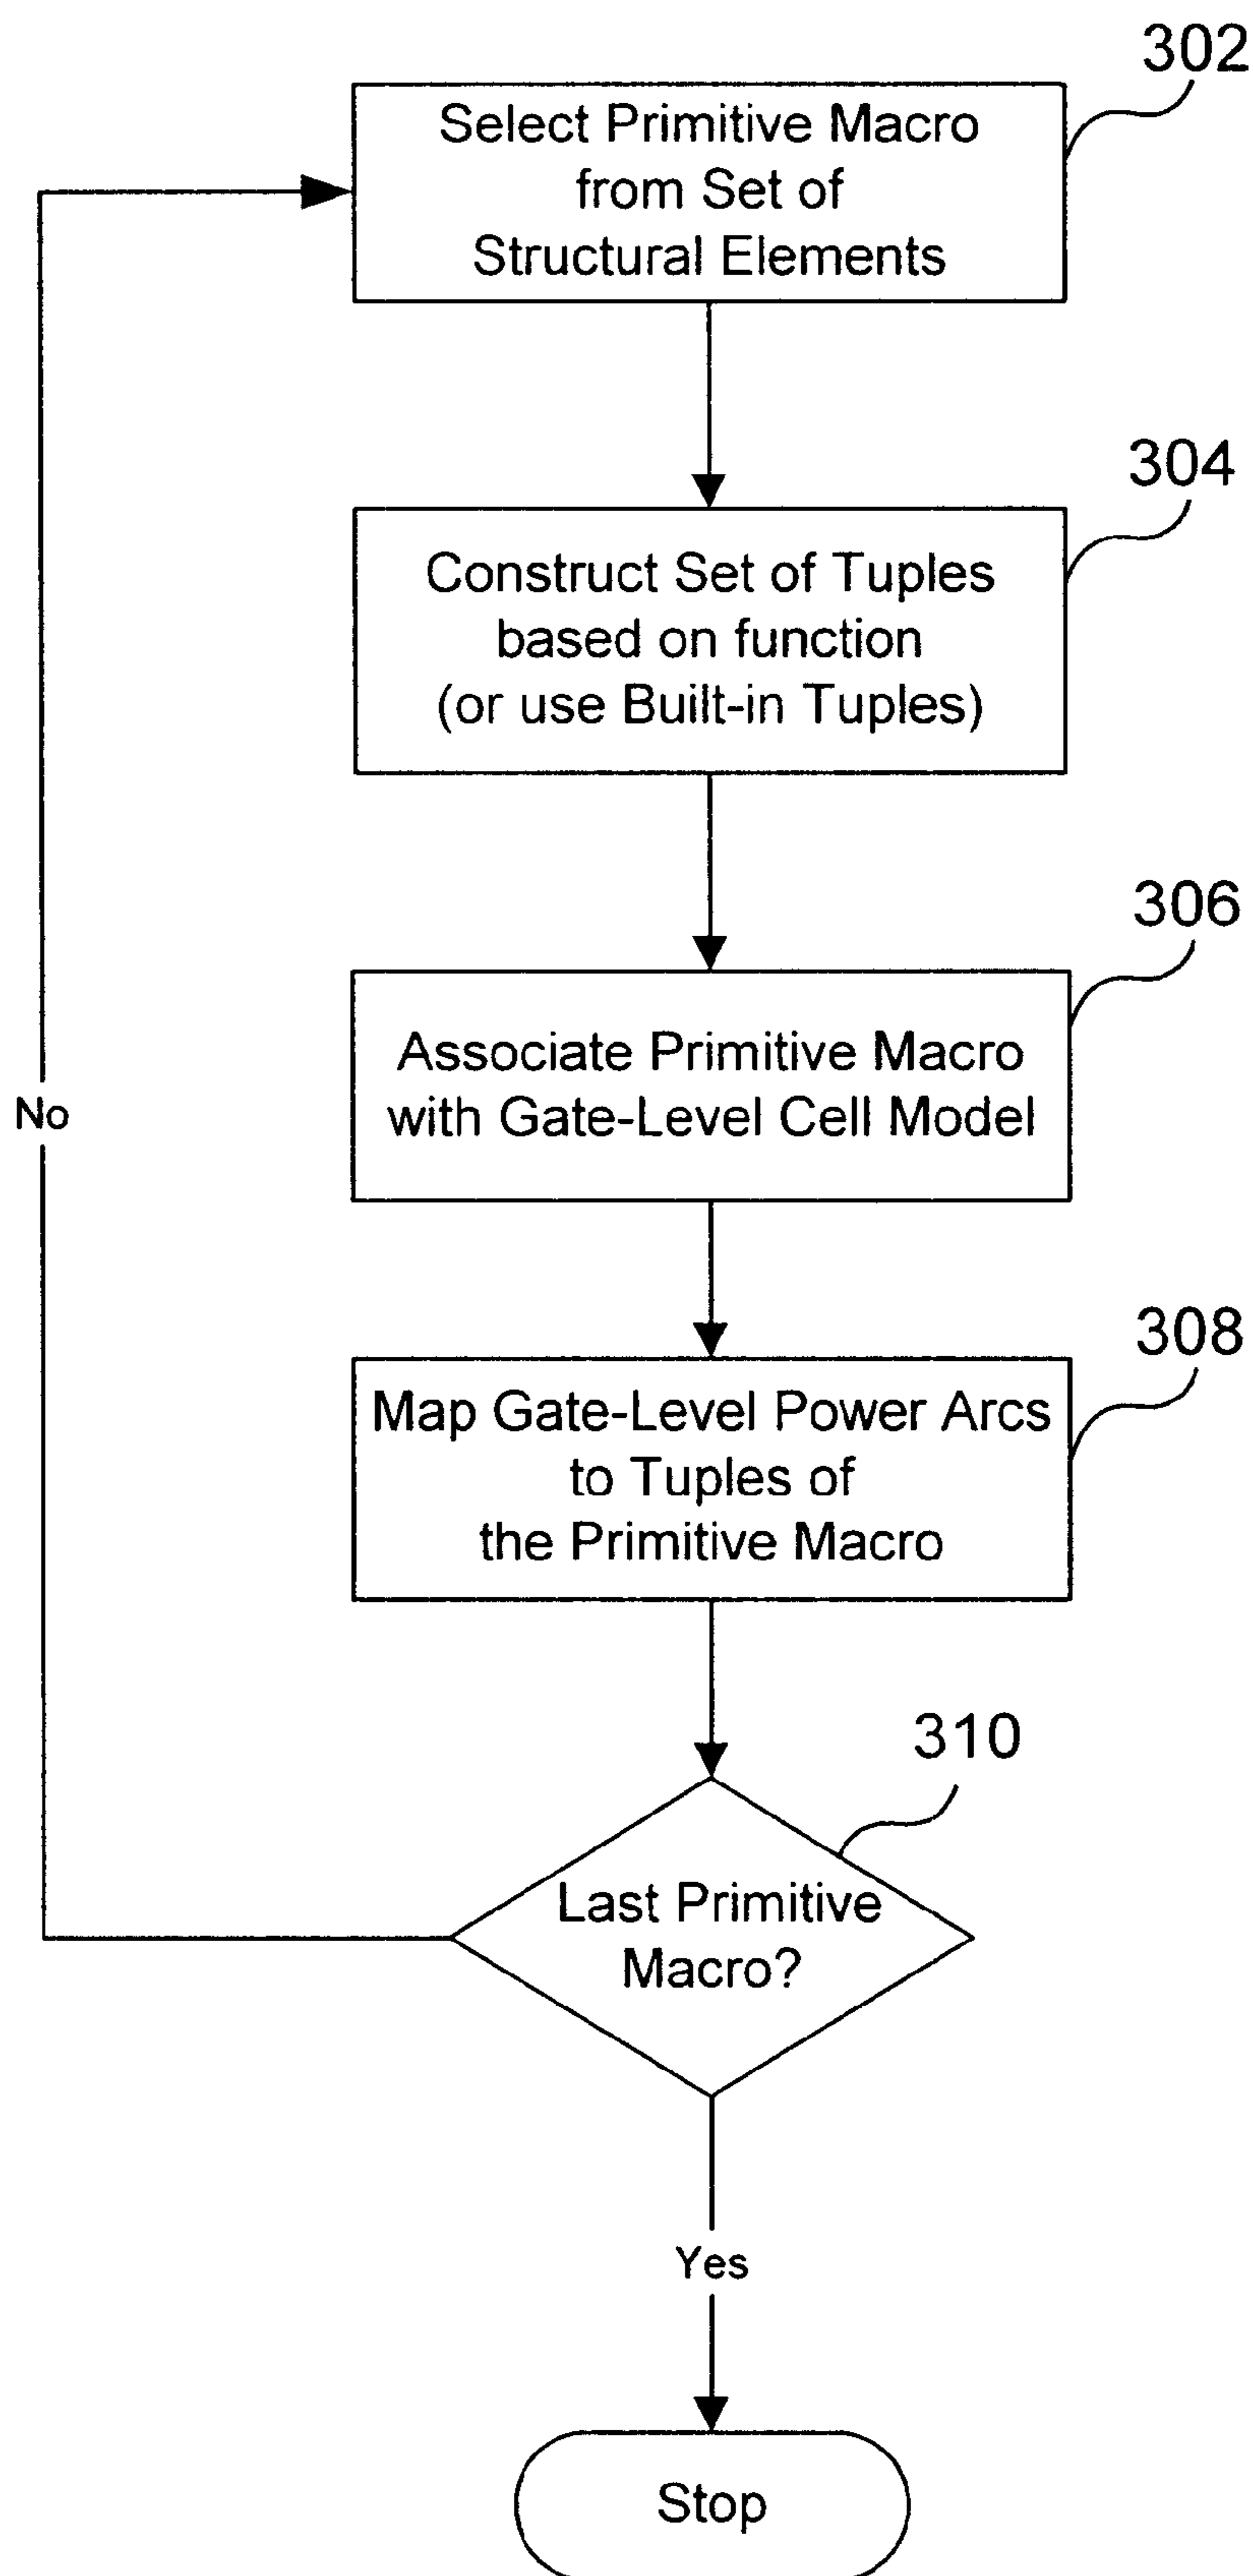 302
Select Primitive Macro
from Set of
Structural Elements
304
Construct Set of Tuples
based on function
(or use Built-in Tuples)
306
Associate Primitive Macro
with Gate-Level Cell Model
No
308
Map Gate-Level Power Arcs
to Tuples of
the Primitive Macro
310
Last Primitive
Macro?
Yes
Stop